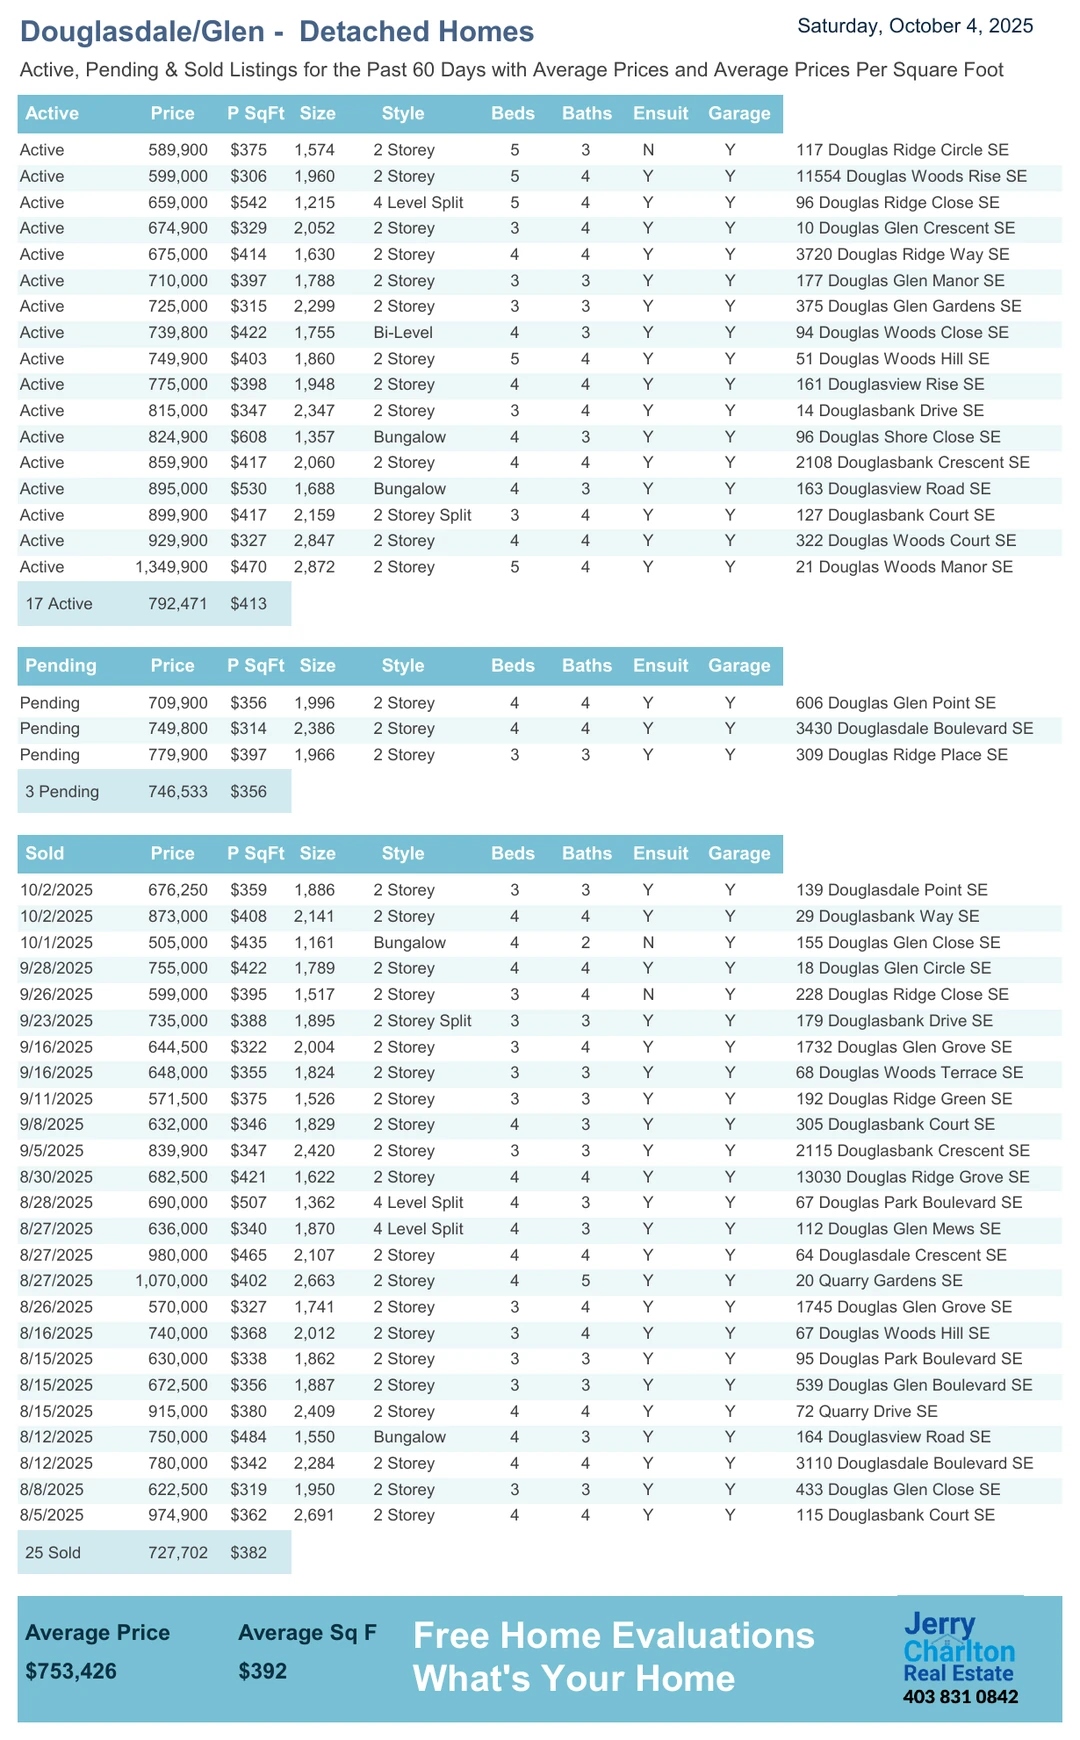 Douglasdale/Glen - Detached Homes
Saturday, October 4, 2025
Active, Pending & Sold Listings for the Past 60 Days with Average Prices and Average Prices Per Square Foot
Active Price P SqFt Size Style Beds Baths Ensuit Garage
Active 589,900 $375 1,574 2 Storey 5 3 N Y 117 Douglas Ridge Circle SE
Active 599,000 $306 1,960 2 Storey 5 4 Y Y 11554 Douglas Woods Rise SE
Active 659,000 $542 1,215 4 Level Split 5 4 Y Y 96 Douglas Ridge Close SE
Active 674,900 $329 2,052 2 Storey 3 4 Y Y 10 Douglas Glen Crescent SE
Active 675,000 $414 1,630 2 Storey 4 4 Y Y 3720 Douglas Ridge Way SE
Active 710,000 $397 1,788 2 Storey 3 3 Y Y 177 Douglas Glen Manor SE
Active 725,000 $315 2,299 2 Storey 3 3 Y Y 375 Douglas Glen Gardens SE
Active 739,800 $422 1,755 Bi-Level 4 3 Y Y 94 Douglas Woods Close SE
Active 749,900 $403 1,860 2 Storey 5 4 Y Y 51 Douglas Woods Hill SE
Active 775,000 $398 1,948 2 Storey 4 4 Y Y 161 Douglasview Rise SE
Active 815,000 $347 2,347 2 Storey 3 4 Y Y 14 Douglasbank Drive SE
Active 824,900 $608 1,357 Bungalow 4 3 Y Y 96 Douglas Shore Close SE
Active 859,900 $417 2,060 2 Storey 4 4 Y Y 2108 Douglasbank Crescent SE
Active 895,000 $530 1,688 Bungalow 4 3 Y Y 163 Douglasview Road SE
Active 899,900 $417 2,159 2 Storey Split 3 4 Y Y 127 Douglasbank Court SE
Active 929,900 $327 2,847 2 Storey 4 4 Y Y 322 Douglas Woods Court SE
Active 1,349,900 $470 2,872 2 Storey 5 4 Y Y 21 Douglas Woods Manor SE
17 Active 792,471 $413
Pending Price P SqFt Size Style Beds Baths Ensuit Garage
Pending 709,900 $356 1,996 2 Storey 4 4 Y Y 606 Douglas Glen Point SE
Pending 749,800 $314 2,386 2 Storey 4 4 Y Y 3430 Douglasdale Boulevard SE
Pending 779,900 $397 1,966 2 Storey 3 3 Y Y 309 Douglas Ridge Place SE
3 Pending 746,533 $356
Sold Price P SqFt Size Style Beds Baths Ensuit Garage
10/2/2025 676,250 $359 1,886 2 Storey 3 3 Y Y 139 Douglasdale Point SE
10/2/2025 873,000 $408 2,141 2 Storey 4 4 Y Y 29 Douglasbank Way SE
10/1/2025 505,000 $435 1,161 Bungalow 4 2 N Y 155 Douglas Glen Close SE
9/28/2025 755,000 $422 1,789 2 Storey 4 4 Y Y 18 Douglas Glen Circle SE
9/26/2025 599,000 $395 1,517 2 Storey 3 4 N Y 228 Douglas Ridge Close SE
9/23/2025 735,000 $388 1,895 2 Storey Split 3 3 Y Y 179 Douglasbank Drive SE
9/16/2025 644,500 $322 2,004 2 Storey 3 4 Y Y 1732 Douglas Glen Grove SE
9/16/2025 648,000 $355 1,824 2 Storey 3 3 Y Y 68 Douglas Woods Terrace SE
9/11/2025 571,500 $375 1,526 2 Storey 3 3 Y Y 192 Douglas Ridge Green SE
9/8/2025 632,000 $346 1,829 2 Storey 4 3 Y Y 305 Douglasbank Court SE
9/5/2025 839,900 $347 2,420 2 Storey 3 3 Y Y 2115 Douglasbank Crescent SE
8/30/2025 682,500 $421 1,622 2 Storey 4 4 Y Y 13030 Douglas Ridge Grove SE
8/28/2025 690,000 $507 1,362 4 Level Split 4 3 Y Y 67 Douglas Park Boulevard SE
8/27/2025 636,000 $340 1,870 4 Level Split 4 3 Y Y 112 Douglas Glen Mews SE
8/27/2025 980,000 $465 2,107 2 Storey 4 4 Y Y 64 Douglasdale Crescent SE
8/27/2025 1,070,000 $402 2,663 2 Storey 4 5 Y Y 20 Quarry Gardens SE
8/26/2025 570,000 $327 1,741 2 Storey 3 4 Y Y 1745 Douglas Glen Grove SE
8/16/2025 740,000 $368 2,012 2 Storey 3 4 Y Y 67 Douglas Woods Hill SE
8/15/2025 630,000 $338 1,862 2 Storey 3 3 Y Y 95 Douglas Park Boulevard SE
8/15/2025 672,500 $356 1,887 2 Storey 3 3 Y Y 539 Douglas Glen Boulevard SE
8/15/2025 915,000 $380 2,409 2 Storey 4 4 Y Y 72 Quarry Drive SE
8/12/2025 750,000 $484 1,550 Bungalow 4 3 Y Y 164 Douglasview Road SE
8/12/2025 780,000 $342 2,284 2 Storey 4 4 Y Y 3110 Douglasdale Boulevard SE
8/8/2025 622,500 $319 1,950 2 Storey 3 3 Y Y 433 Douglas Glen Close SE
8/5/2025 974,900 $362 2,691 2 Storey 4 4 Y Y 115 Douglasbank Court SE
25 Sold 727,702 $382
Average Price Average Sq F
$753,426 $392
Free Home Evaluations
What's Your Home
Jerry
Charlton
Real Estate
403 831 0842